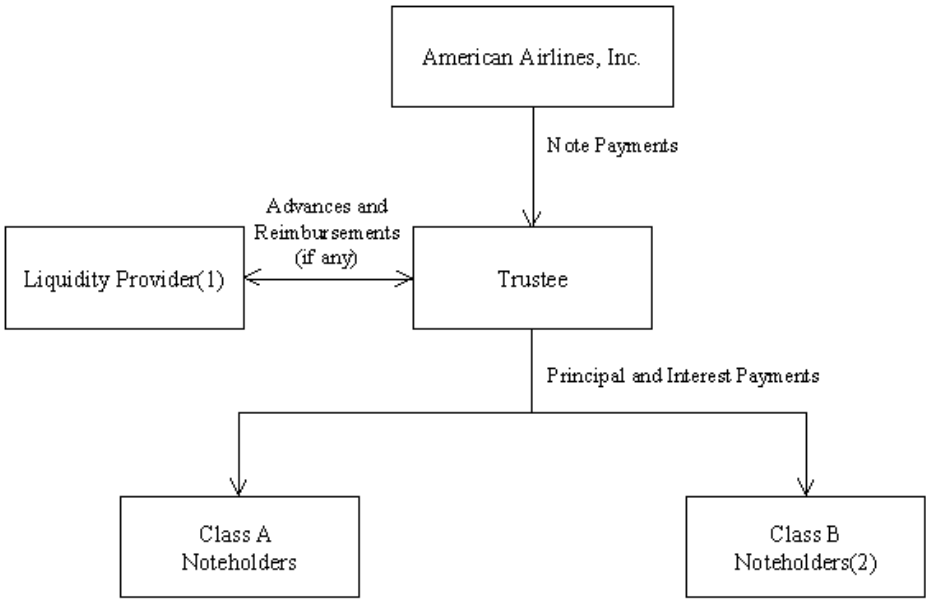 American Airlines, Inc.
Note Payments
Advances and
Reimbursements
(if any)
Liquidity Provider(1)
Trustee
Principal and Interest Payments
Class A
Noteholders
Class B
Noteholders(2)